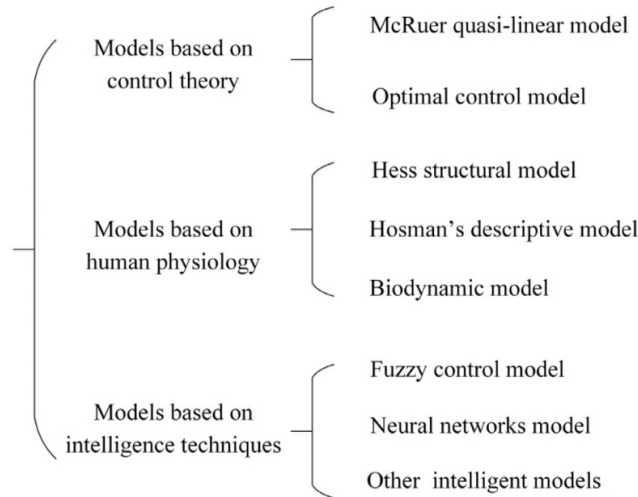 Models based on
control theory
McRuer quasi-linear model
Optimal control model
Models based on
human physiology
Hess structural model
Hosman's descriptive model
Biodynamic model
Models based on
intelligence techniques
Fuzzy control model
Neural networks model
Other intelligent models